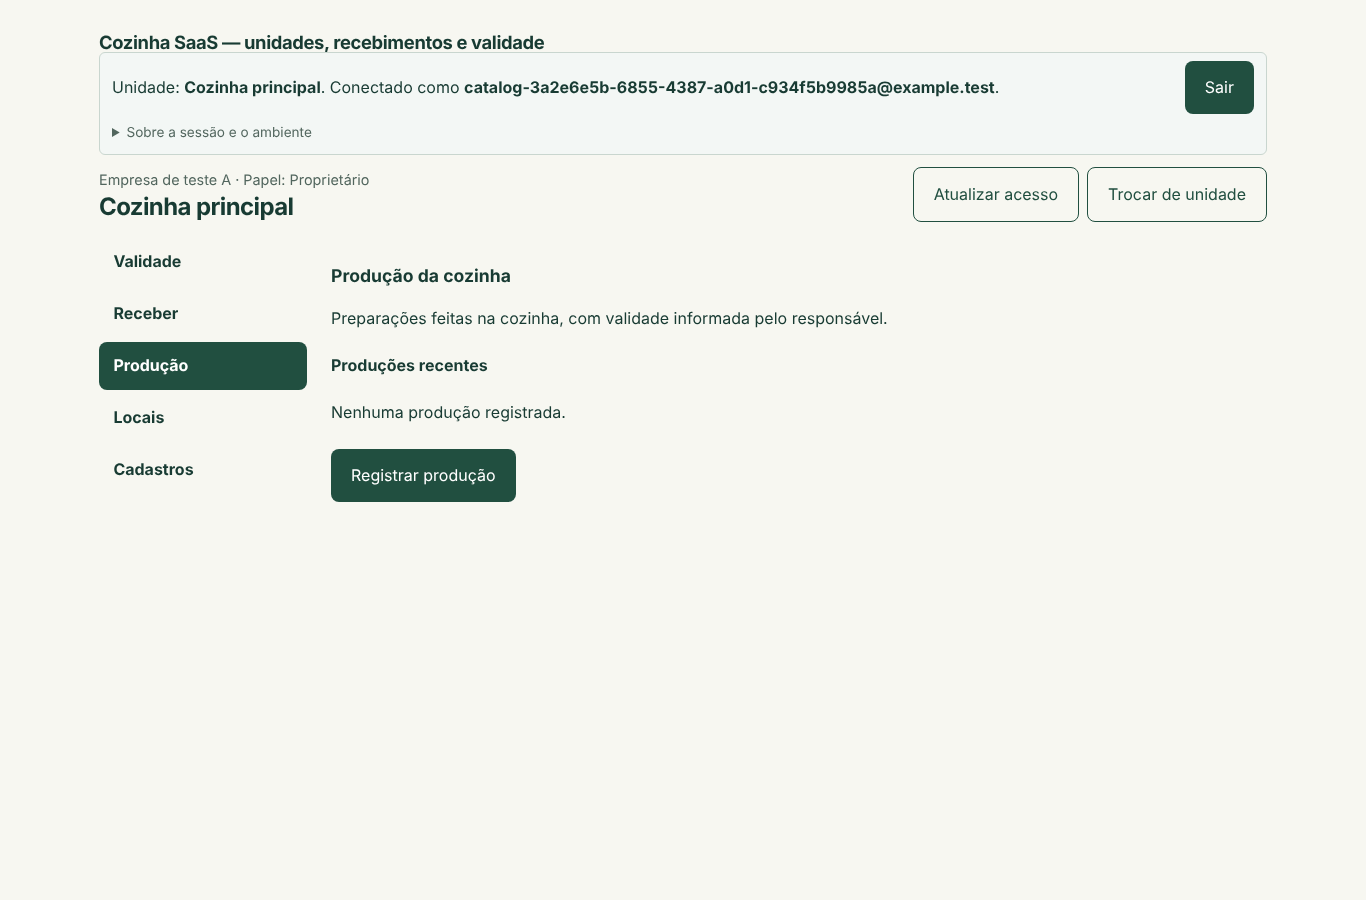 Cozinha SaaS — unidades, recebimentos e validade
Unidade: Cozinha principal. Conectado como catalog-3a2e6e5b-6855-4387-a0d1-c934f5b9985a@example.test.
Sair
Sobre a sessão e o ambiente
Empresa de teste A · Papel: Proprietário
Cozinha principal
Atualizar acesso
Trocar de unidade
Validade
Receber
Produção
Locais
Cadastros
Produção da cozinha
Preparações feitas na cozinha, com validade informada pelo responsável.
Produções recentes
Nenhuma produção registrada.
Registrar produção